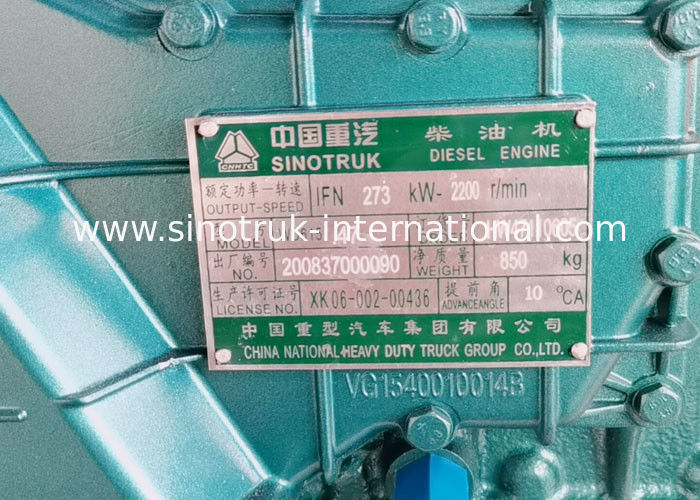 中国重汽 柴油机
CNHTC SINOTRUK DIESEL ENGINE
额定功率一转速 IFN 273 kW- 2200 r/min
OUTPUT-SPEED
www.sinotruk-international.com
MODEL
出厂编号 200837000090 净质量 850 kg
NO. WEIGHT
生产许可证号 XK06-002-00436 提前角 10 °CA
LICENSE NO. ADVANCEANGLE
中国重型汽车集团有限公司
CHINA NATIONAL HEAVY DUTY TRUCK GROUP CO.,LTD.
VG1540010014B